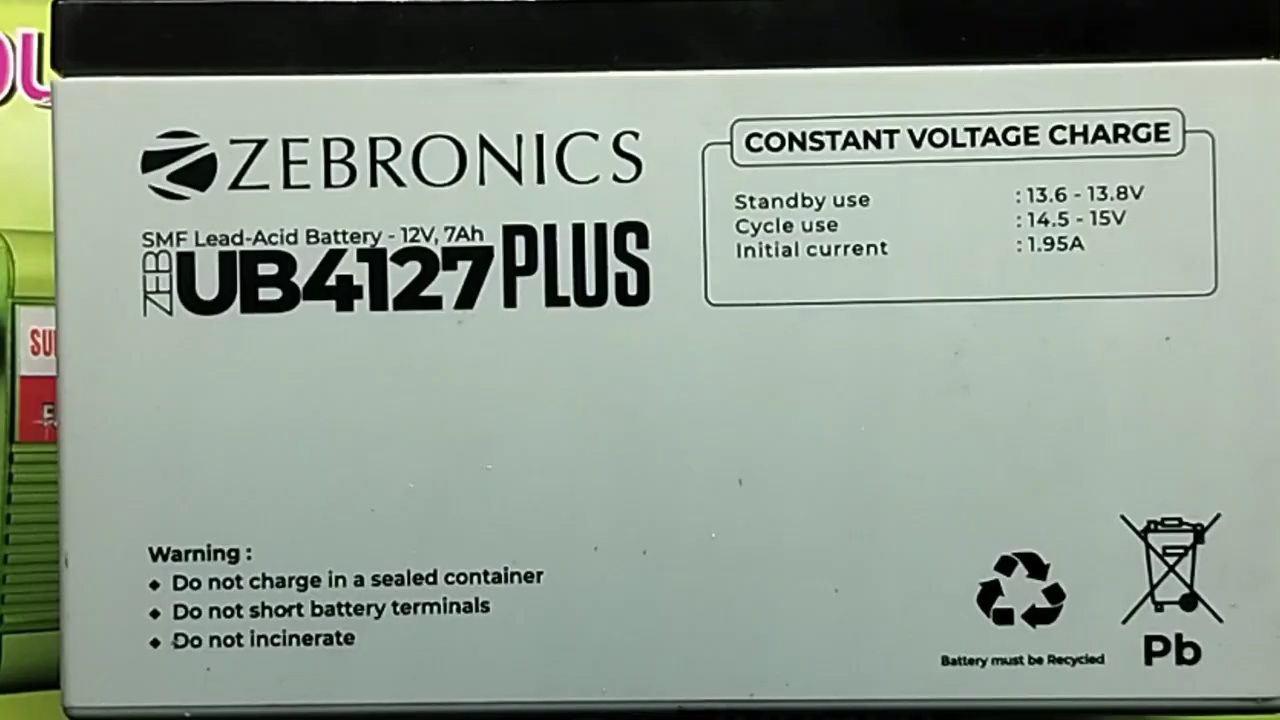 ZEBRONICS
SMF Lead-Acid Battery - 12V, 7Ah
ZEB UB4127 PLUS
CONSTANT VOLTAGE CHARGE
Standby use : 13.6 - 13.8V
Cycle use : 14.5 - 15V
Initial current : 1.95A
Warning :
Do not charge in a sealed container
Do not short battery terminals
Do not incinerate
Battery must be Recycled
Pb